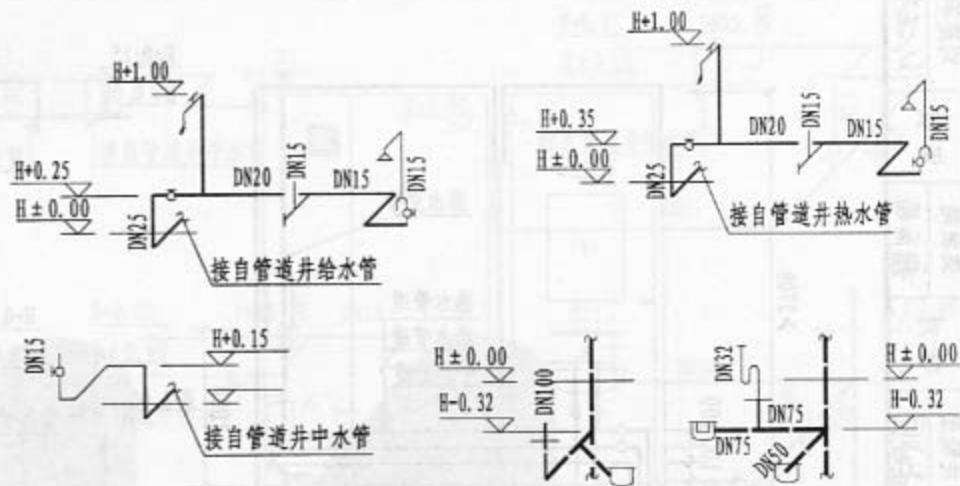 H+1.00
H+0.25
H±0.00
DN25
DN20
DN15
DN15
DN15
接自管道井给水管
H+1.00
H+0.35
H±0.00
DN25
DN20
DN15
DN15
DN15
接自管道井热水管
DN15
H+0.15
接自管道井中水管
H±0.00
H-0.32
DN100
DN32
DN75
DN75
DN50
H±0.00
H-0.32